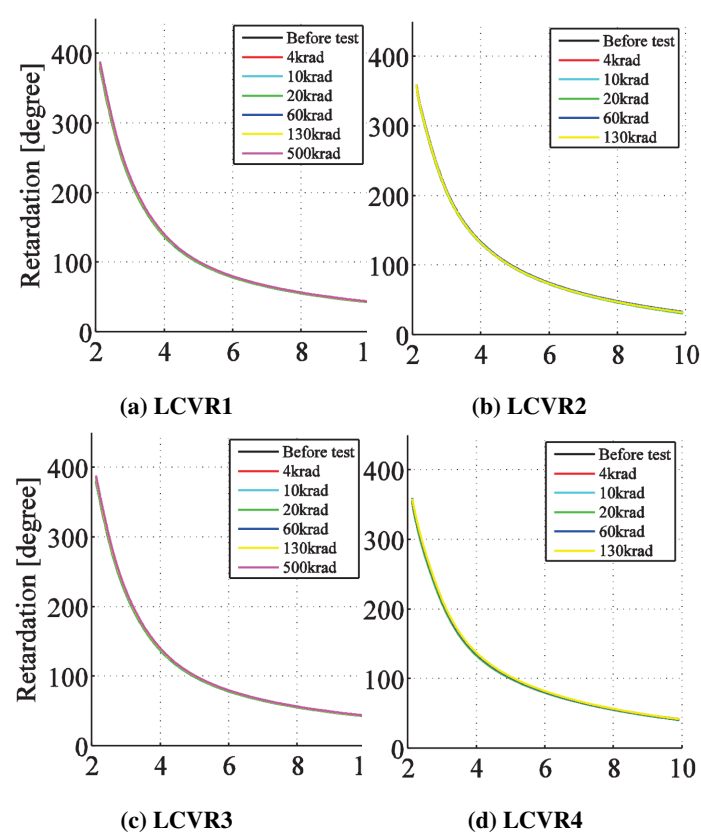 Retardation [degree]
400
300
200
100
0
2 4 6 8 1
Before test
4krad
10krad
20krad
60krad
130krad
500krad
(a) LCVR1
400
300
200
100
0
2 4 6 8 10
Before test
4krad
10krad
20krad
60krad
130krad
(b) LCVR2
Retardation [degree]
400
300
200
100
0
2 4 6 8 1
Before test
4krad
10krad
20krad
60krad
130krad
500krad
(c) LCVR3
400
300
200
100
0
2 4 6 8 10
Before test
4krad
10krad
20krad
60krad
130krad
(d) LCVR4